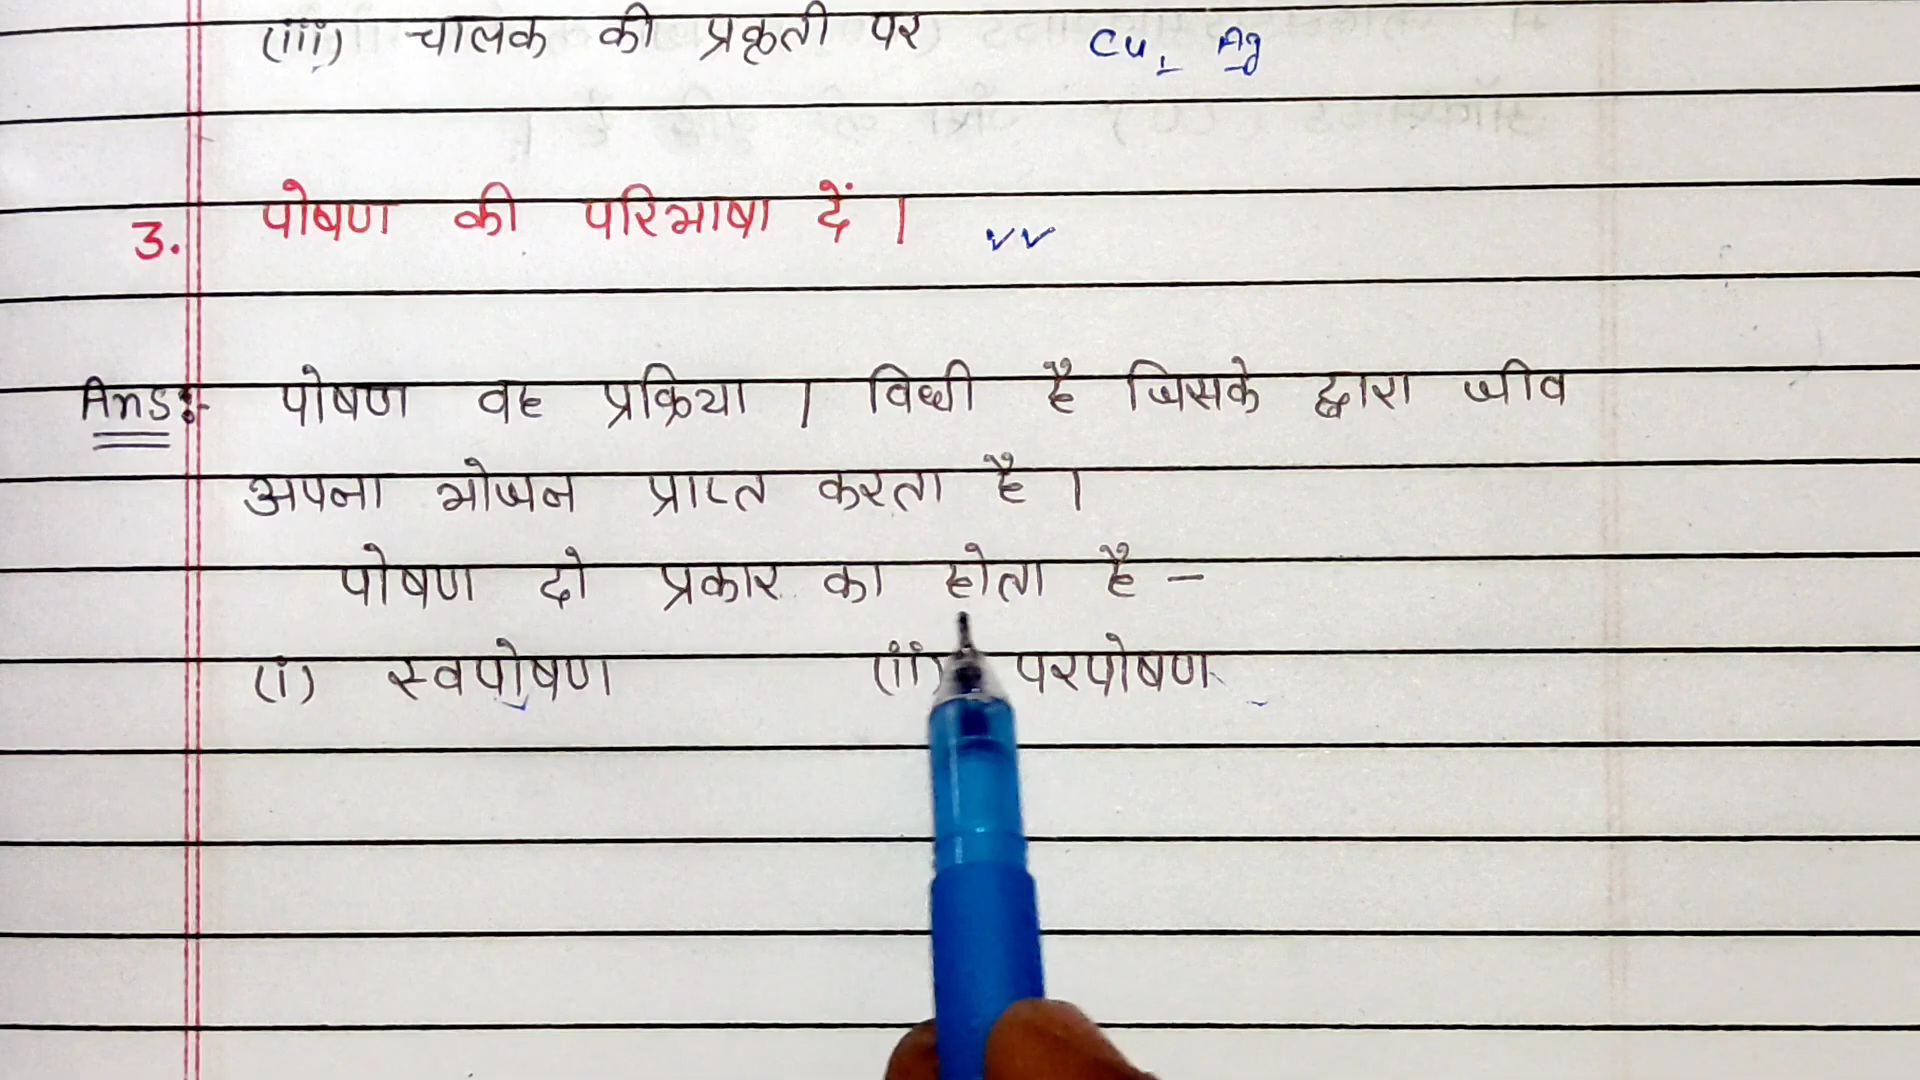 (iii) चालक की प्रकृती पर Cu, Ag
3. पोषण की परिभाषा दें।
Ans:- पोषण वह प्रक्रिया / विधी है जिसके द्वारा जीव
अपना भोजन प्राप्त करता है।
पोषण दो प्रकार का होता है -
(i) स्वपोषण (ii) परपोषण